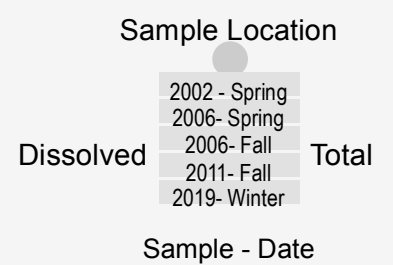 Sample Location
2002 - Spring
2006- Spring
Dissolved 2006- Fall Total
2011- Fall
2019- Winter
Sample - Date